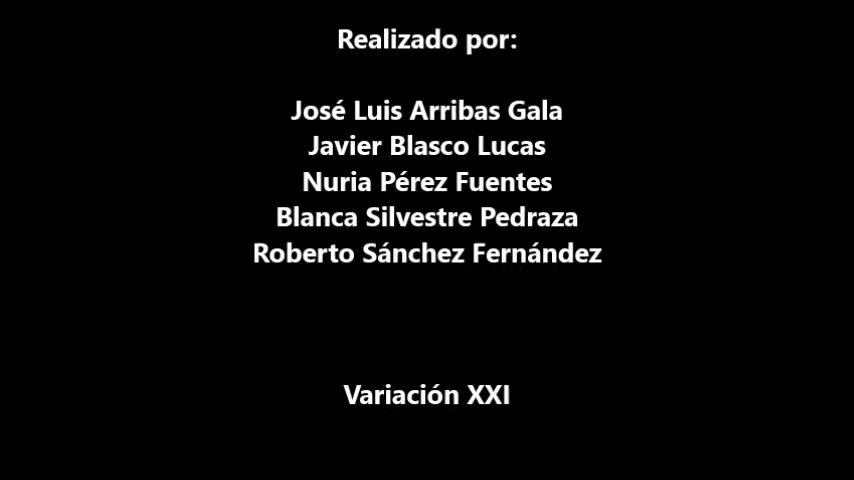 Realizado por:
José Luis Arribas Gala
Javier Blasco Lucas
Nuria Pérez Fuentes
Blanca Silvestre Pedraza
Roberto Sánchez Fernández
Variación XXI